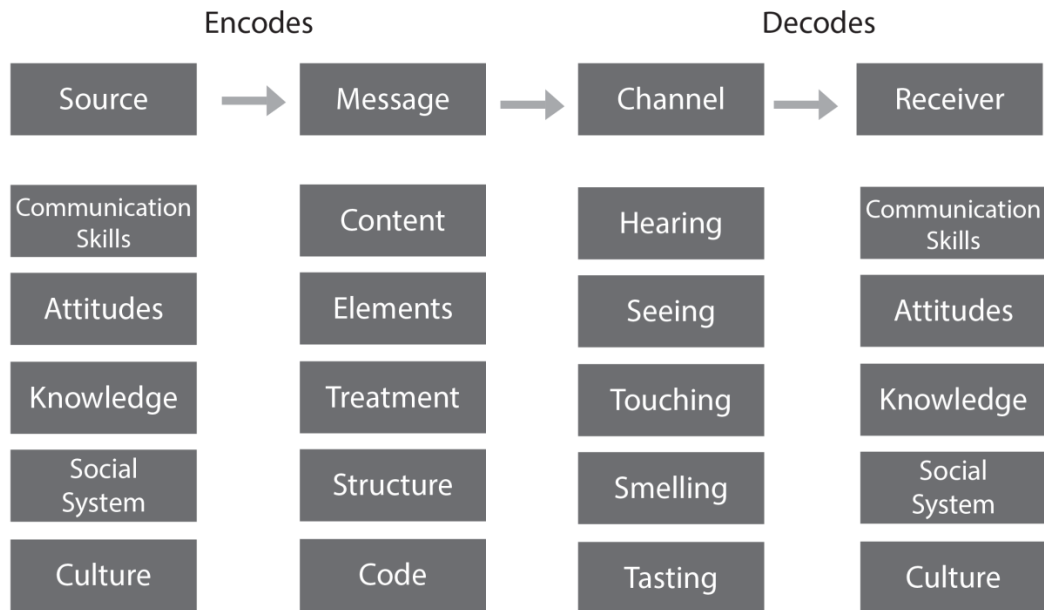 Encodes
Decodes
Source
Message
Channel
Receiver
Communication
Skills
Content
Hearing
Communication
Skills
Attitudes
Elements
Seeing
Attitudes
Knowledge
Treatment
Touching
Knowledge
Social
System
Structure
Smelling
Social
System
Culture
Code
Tasting
Culture